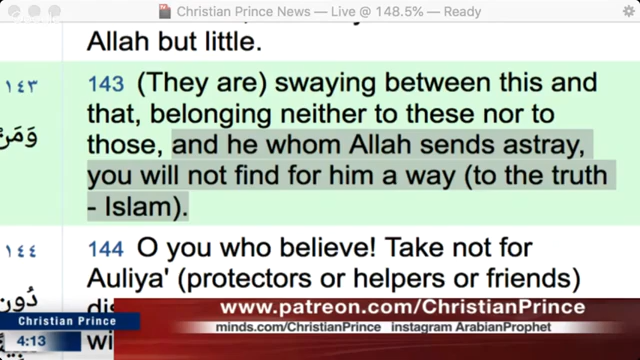 Christian Prince News — Live @ 148.5% — Ready
Allah but little.
١٤٣
143 (They are) swaying between this and
that, belonging neither to these nor to
وَمَنْ
those, and he whom Allah sends astray,
you will not find for him a way (to the truth
- Islam).
١٤٤
144 O you who believe! Take not for
Auliya' (protectors or helpers or friends)
دُونِ
www.patreon.com/ChristianPrince
Christian Prince
minds.com/ChristianPrince instagram ArabianProphet
4:13